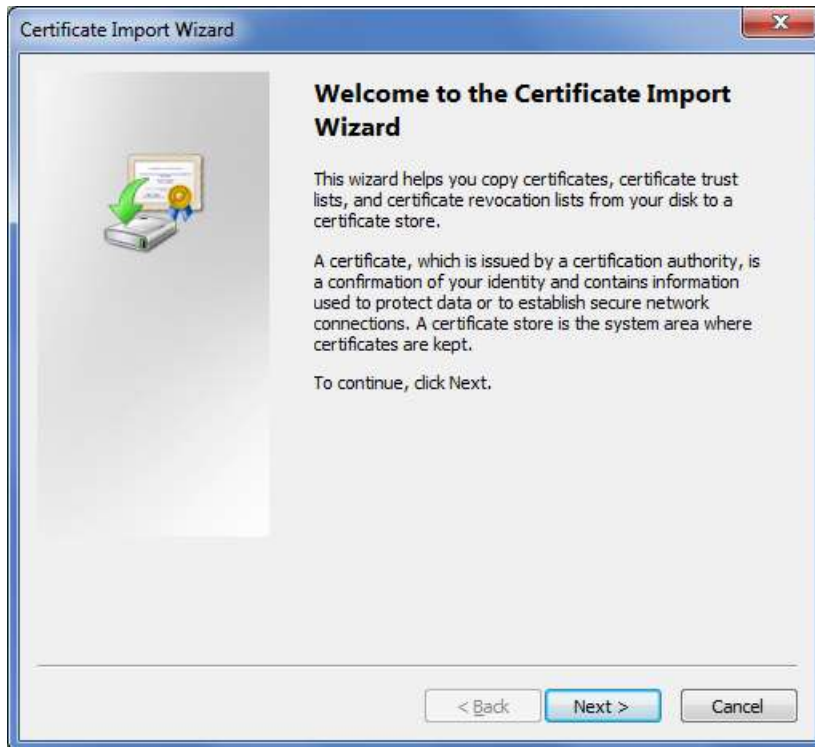 Certificate Import Wizard
Welcome to the Certificate Import
Wizard
This wizard helps you copy certificates, certificate trust
lists, and certificate revocation lists from your disk to a
certificate store.
A certificate, which is issued by a certification authority, is
a confirmation of your identity and contains information
used to protect data or to establish secure network
connections. A certificate store is the system area where
certificates are kept.
To continue, click Next.
< Back
Next >
Cancel